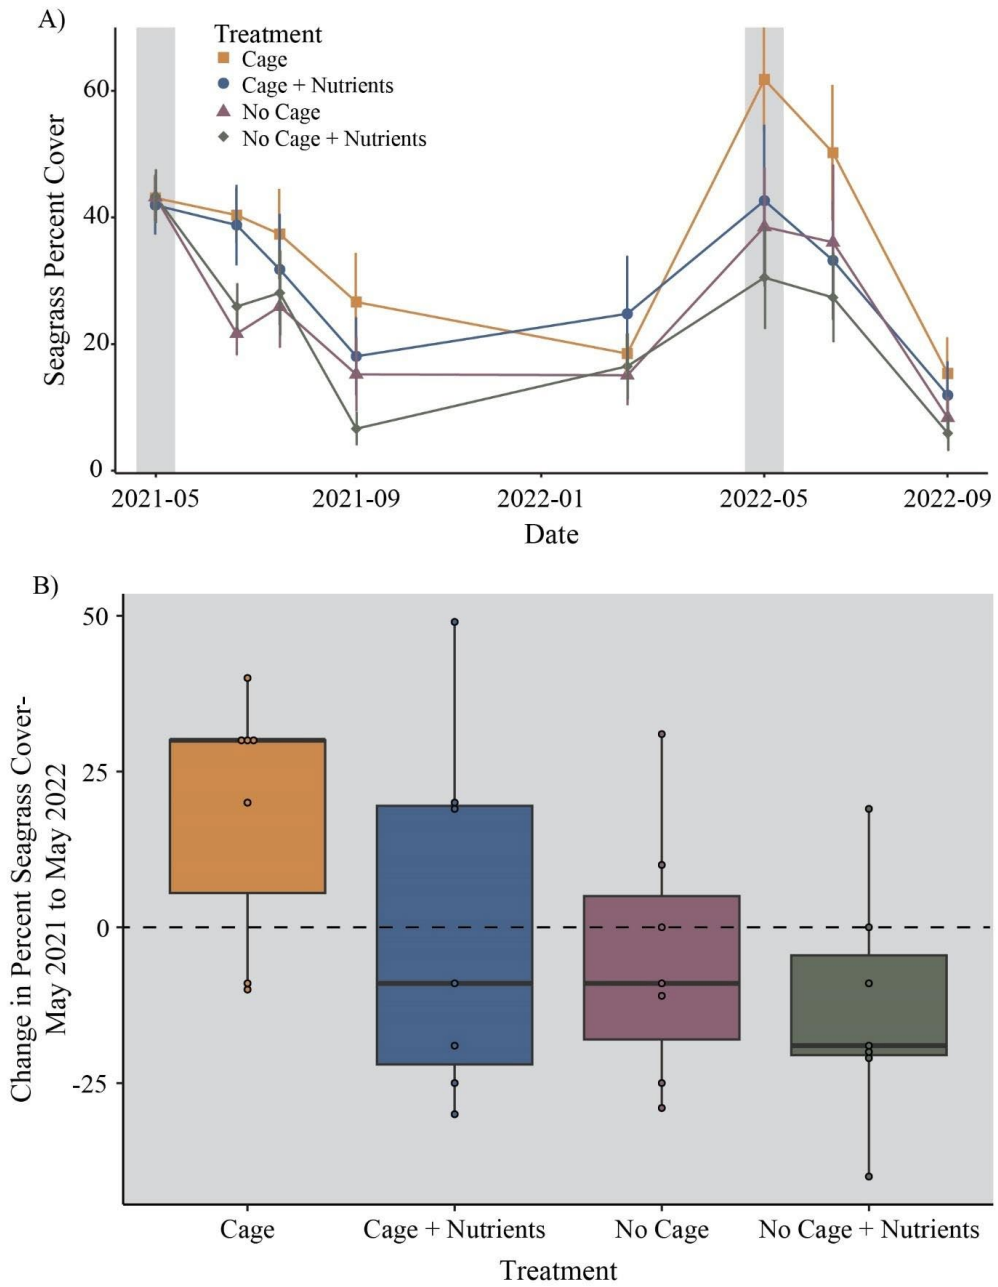 A)
Treatment
Cage
Cage + Nutrients
No Cage
No Cage + Nutrients
Seagrass Percent Cover
60
40
20
0
2021-05 2021-09 2022-01 2022-05 2022-09
Date
B)
Change in Percent Seagrass Cover-
May 2021 to May 2022
50
25
0
-25
Cage Cage + Nutrients No Cage No Cage + Nutrients
Treatment